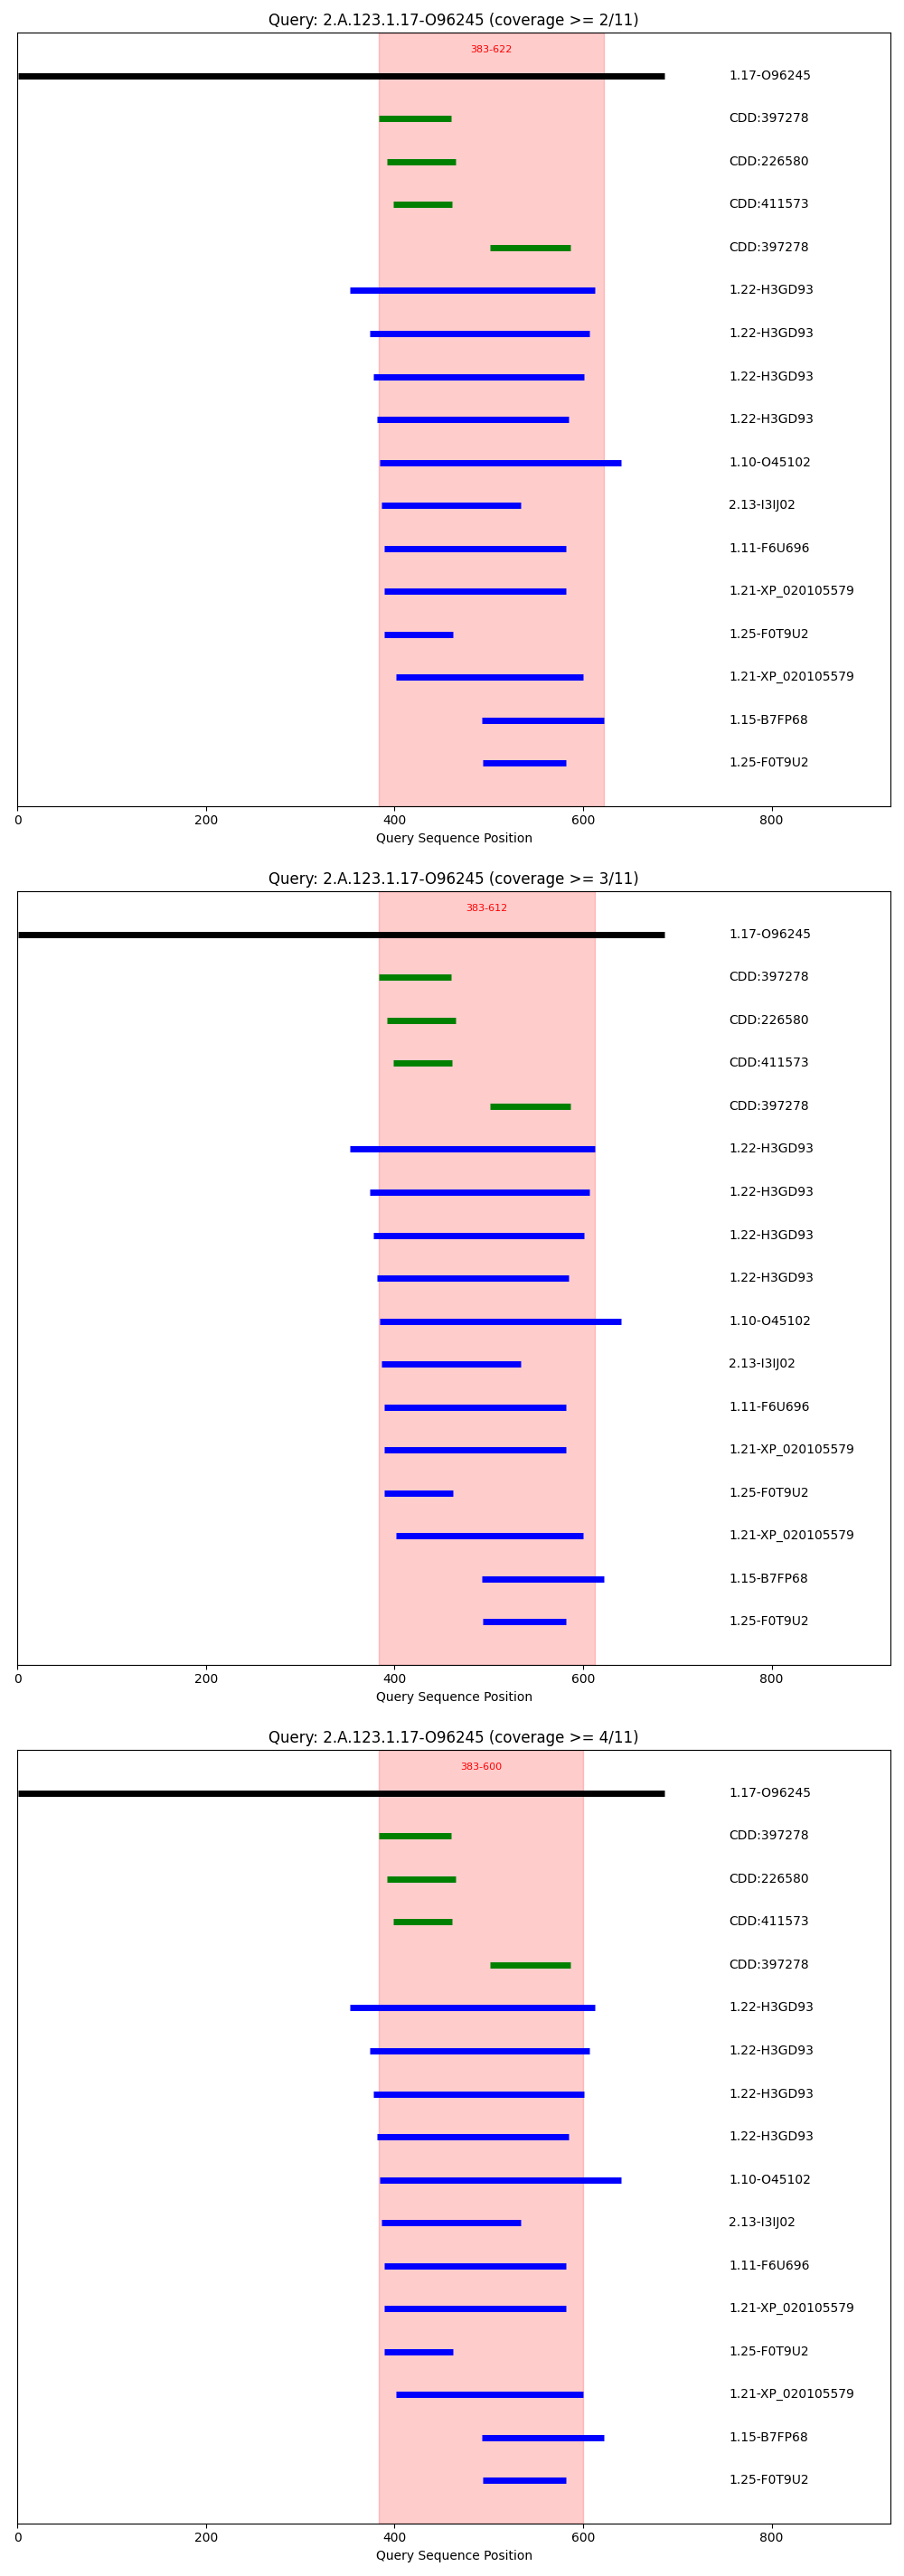 Query: 2.A.123.1.17-O96245 (coverage >= 2/11)
383-622
1.17-O96245
CDD:397278
CDD:226580
CDD:411573
CDD:397278
1.22-H3GD93
1.22-H3GD93
1.22-H3GD93
1.22-H3GD93
1.10-O45102
2.13-I3IJ02
1.11-F6U696
1.21-XP_020105579
1.25-F0T9U2
1.21-XP_020105579
1.15-B7FP68
1.25-F0T9U2
0 200 400 600 800
Query Sequence Position
Query: 2.A.123.1.17-O96245 (coverage >= 3/11)
383-612
1.17-O96245
CDD:397278
CDD:226580
CDD:411573
CDD:397278
1.22-H3GD93
1.22-H3GD93
1.22-H3GD93
1.22-H3GD93
1.10-O45102
2.13-I3IJ02
1.11-F6U696
1.21-XP_020105579
1.25-F0T9U2
1.21-XP_020105579
1.15-B7FP68
1.25-F0T9U2
0 200 400 600 800
Query Sequence Position
Query: 2.A.123.1.17-O96245 (coverage >= 4/11)
383-600
1.17-O96245
CDD:397278
CDD:226580
CDD:411573
CDD:397278
1.22-H3GD93
1.22-H3GD93
1.22-H3GD93
1.22-H3GD93
1.10-O45102
2.13-I3IJ02
1.11-F6U696
1.21-XP_020105579
1.25-F0T9U2
1.21-XP_020105579
1.15-B7FP68
1.25-F0T9U2
0 200 400 600 800
Query Sequence Position